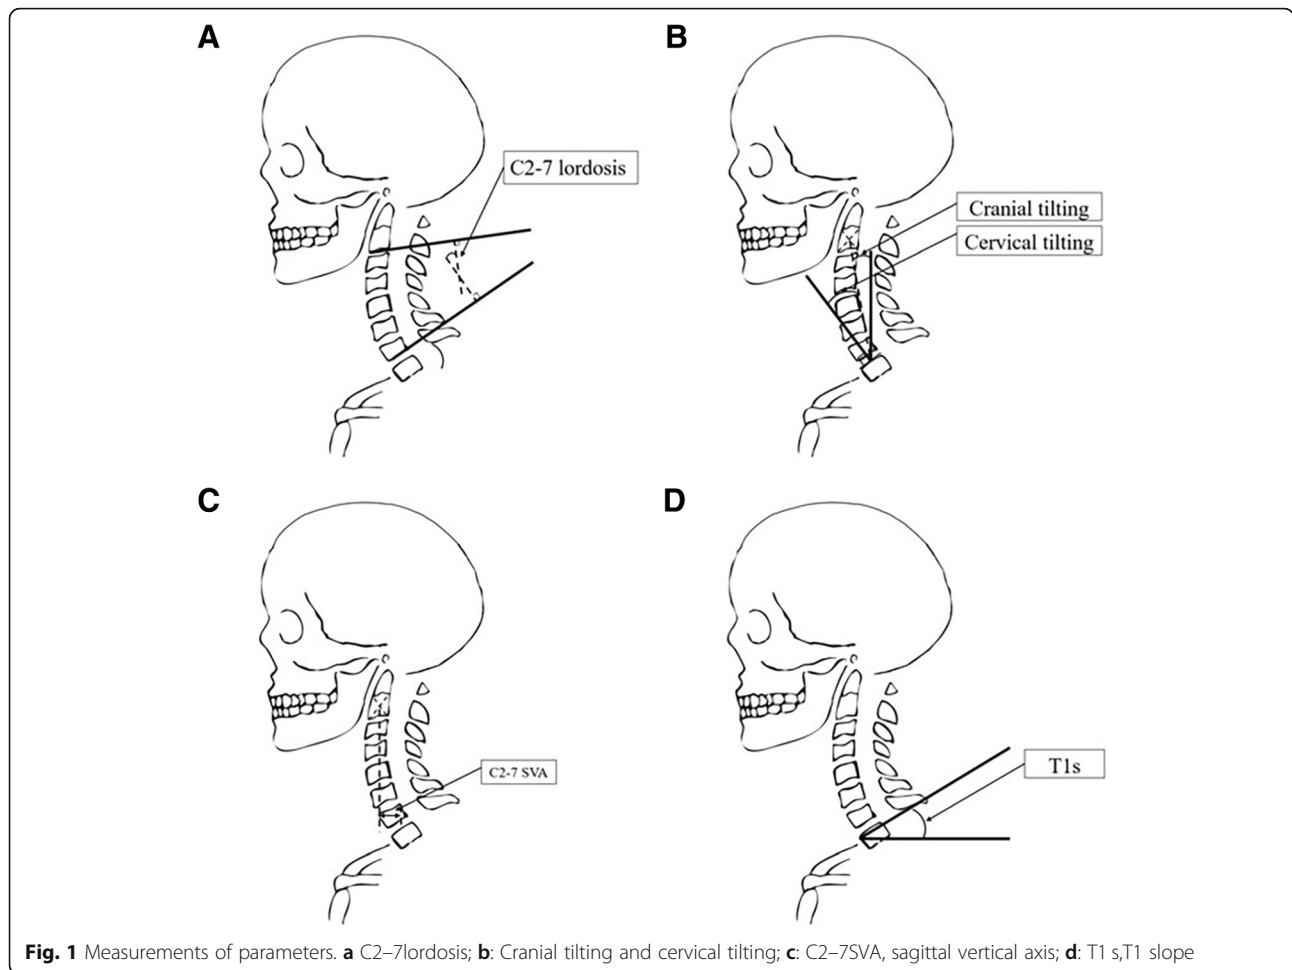 A
B
C2-7 lordosis
Cranial tilting
Cervical tilting
C
D
C2-7 SVA
T1s
Fig. 1 Measurements of parameters. a C2–7lordosis; b: Cranial tilting and cervical tilting; c: C2–7SVA, sagittal vertical axis; d: T1 s,T1 slope